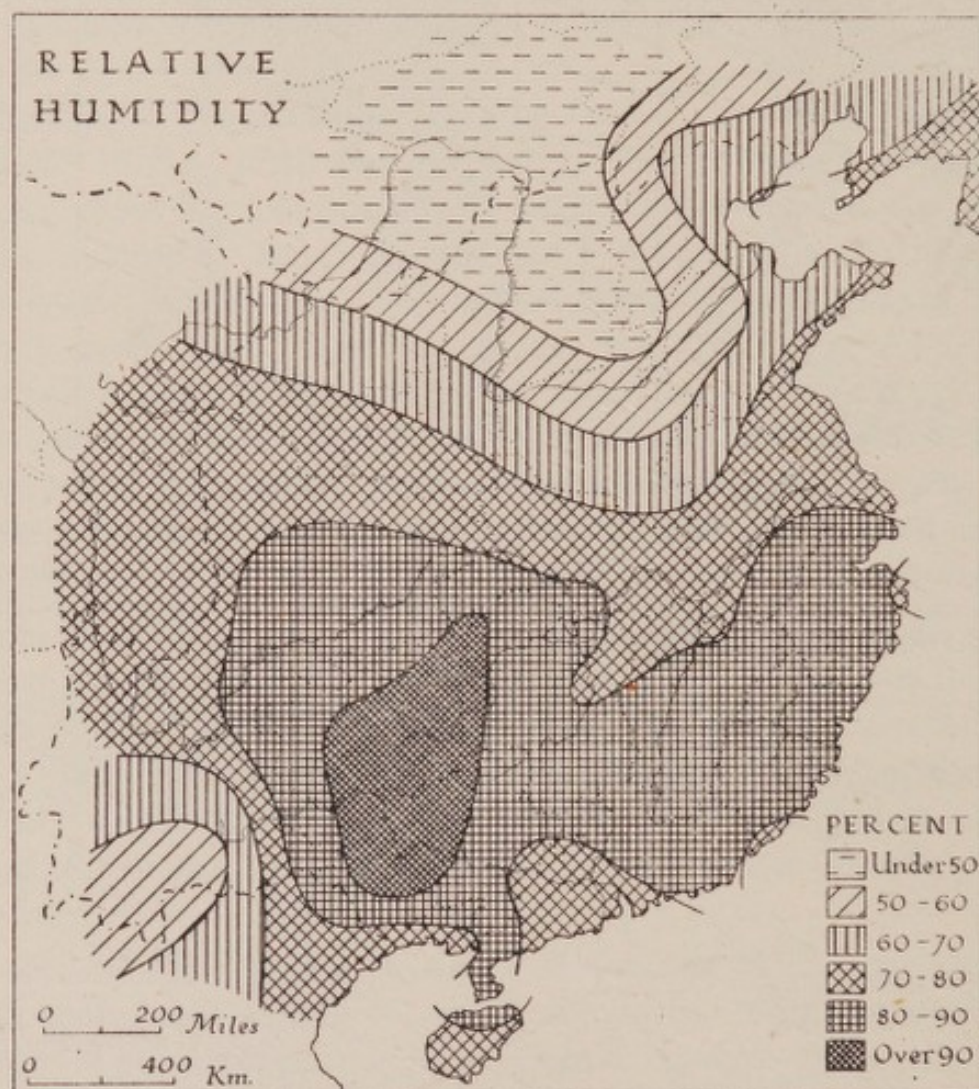 RELATIVE
HUMIDITY
PERCENT
Under 50
50 - 60
60 - 70
70 - 80
80 - 90
Over 90
0 200 Miles
0 400 Km.